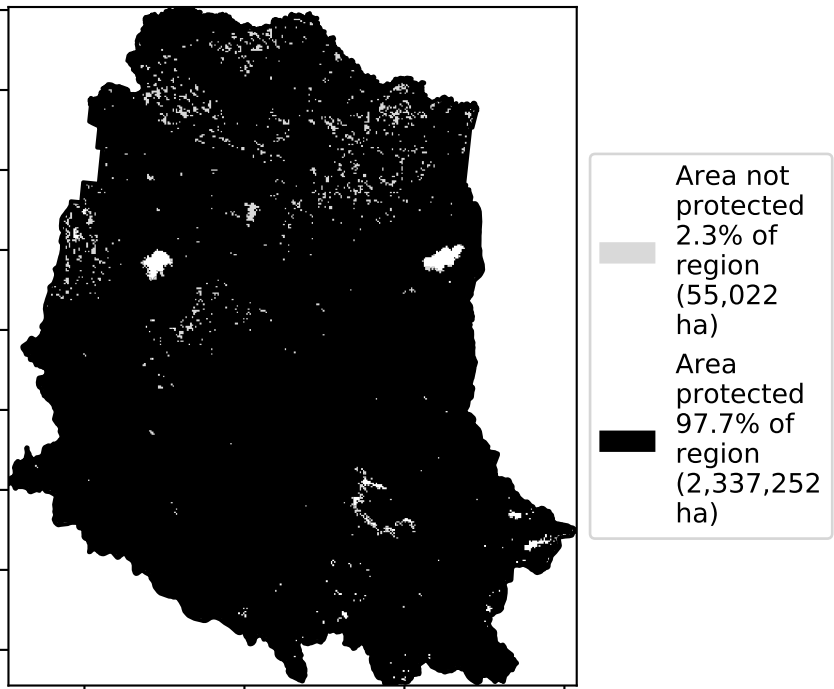 Area not
protected
2.3% of
region
(55,022
ha)
Area
protected
97.7% of
region
(2,337,252
ha)